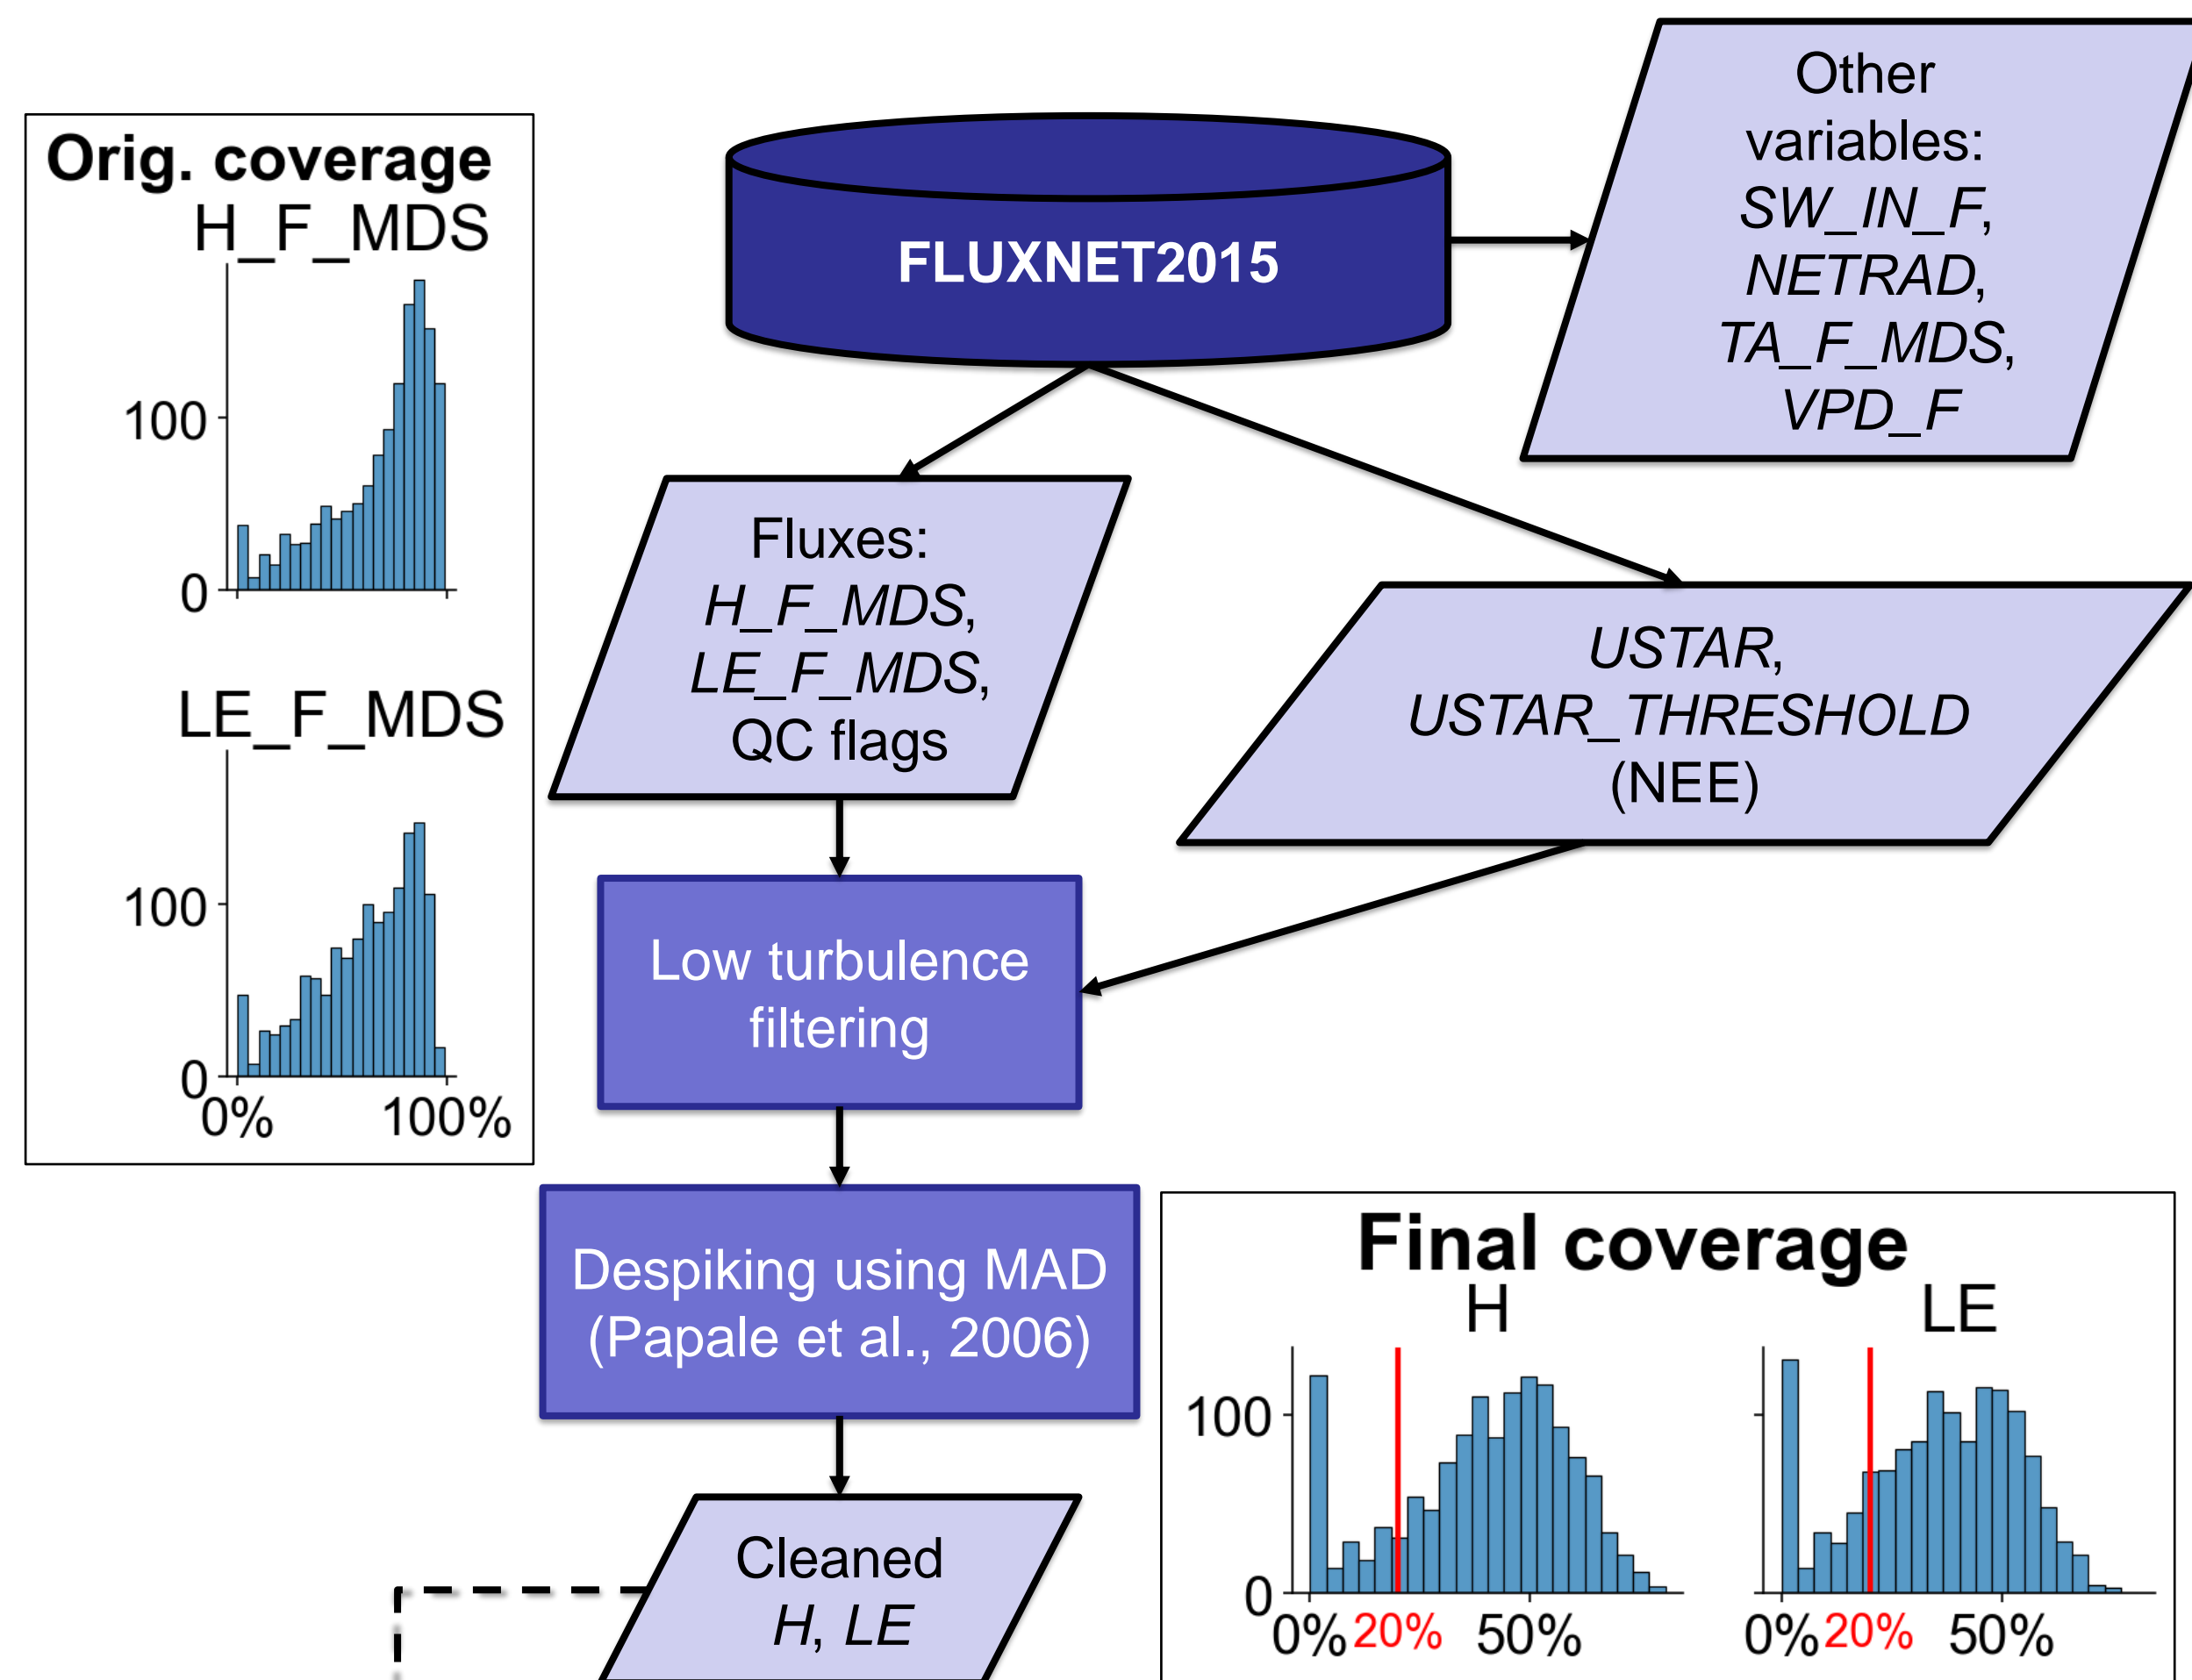 Other
variables:
SW_IN_F,
NETRAD,
TA_F_MDS,
VPD_F
Orig. coverage
H_F_MDS
100
0
LE_F_MDS
100
0
0% 100%
FLUXNET2015
Fluxes:
H_F_MDS,
LE_F_MDS,
QC flags
USTAR,
USTAR_THRESHOLD
(NEE)
Low turbulence
filtering
Despiking using MAD
(Papale et al., 2006)
Cleaned
H, LE
Final coverage
H LE
100
0
0% 20% 50% 0% 20% 50%